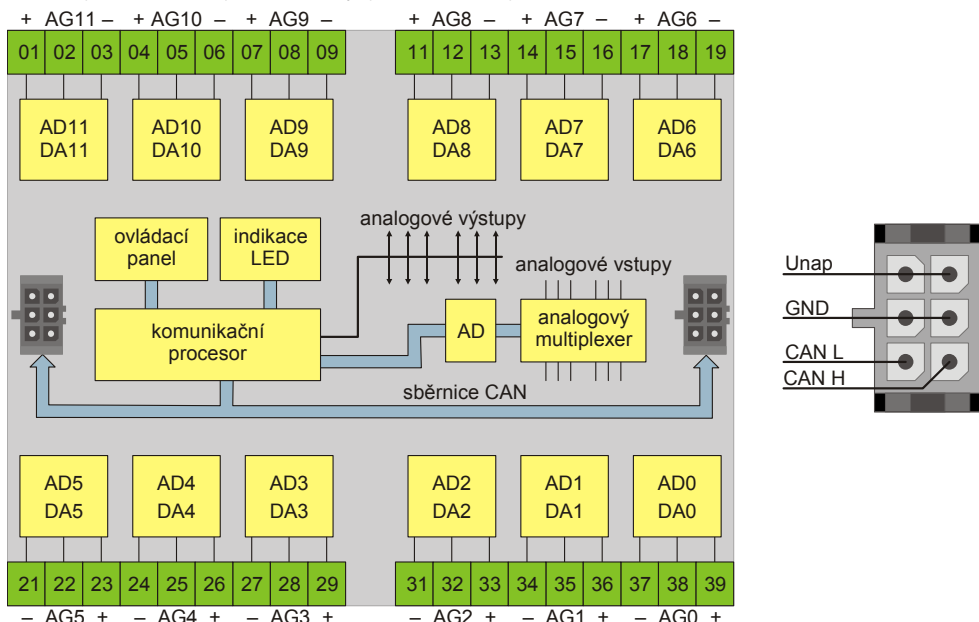 + AG11 – + AG10 – + AG9 – + AG8 – + AG7 – + AG6 –
01 02 03 04 05 06 07 08 09 11 12 13 14 15 16 17 18 19
AD11 AD10 AD9 AD8 AD7 AD6
DA11 DA10 DA9 DA8 DA7 DA6
analogové výstupy
ovládací
panel
indikace
LED
analogové vstupy
komunikační
procesor
AD
analogový
multiplexer
sběrnice CAN
Unap
GND
CAN L
CAN H
AD5 AD4 AD3 AD2 AD1 AD0
DA5 DA4 DA3 DA2 DA1 DA0
21 22 23 24 25 26 27 28 29 31 32 33 34 35 36 37 38 39
– AG5 + – AG4 + – AG3 + – AG2 + – AG1 + – AG0 +